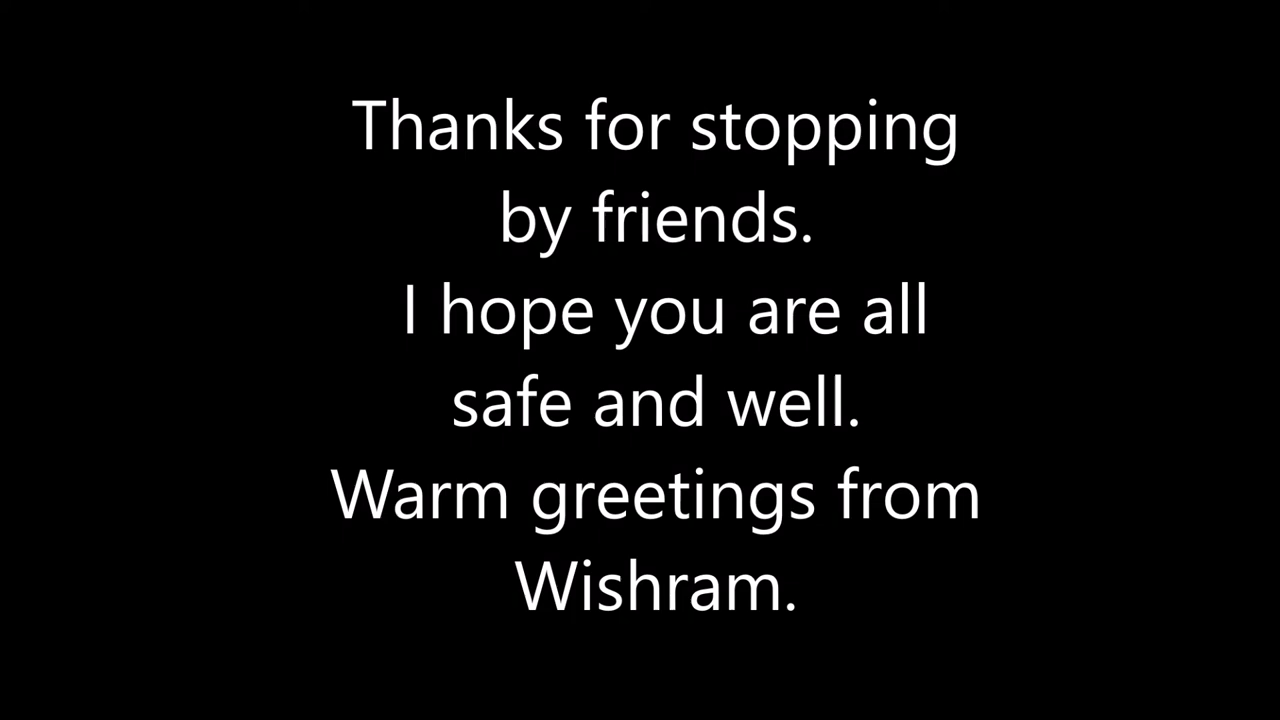 Thanks for stopping
by friends.
I hope you are all
safe and well.
Warm greetings from
Wishram.